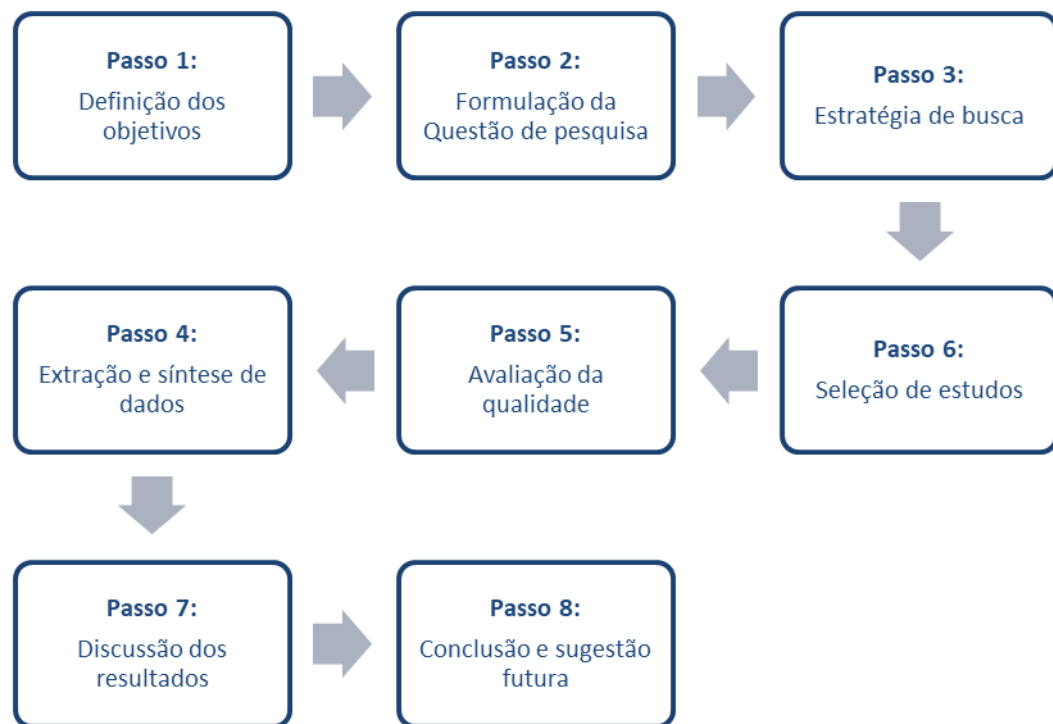 Passo 1:
Definição dos
objetivos
Passo 2:
Formulação da
Questão de pesquisa
Passo 3:
Estratégia de busca
Passo 4:
Extração e síntese de
dados
Passo 5:
Avaliação da
qualidade
Passo 6:
Seleção de estudos
Passo 7:
Discussão dos
resultados
Passo 8:
Conclusão e sugestão
futura